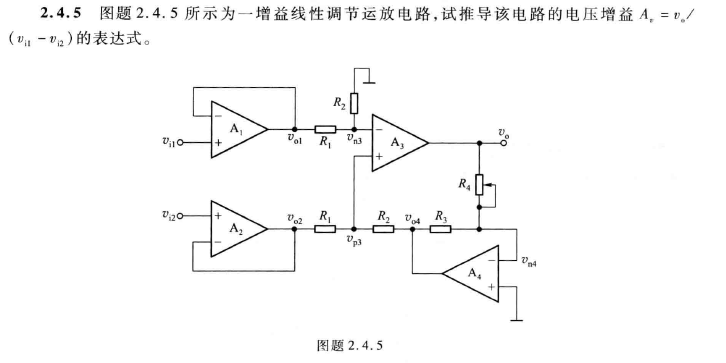 2.4.5 图题 2.4.5 所示为一增益线性调节运放电路,试推导该电路的电压增益 Aᵥ = vₒ/
(vᵢ₁ − vᵢ₂)的表达式。
R₂
A₁
vᵢ₁
vₒ₁
R₁
vₙ₃
A₃
vₒ
R₄
vᵢ₂
A₂
vₒ₂
R₁
vₚ₃
R₂
vₒ₄
R₃
A₄
vₙ₄
图题 2.4.5